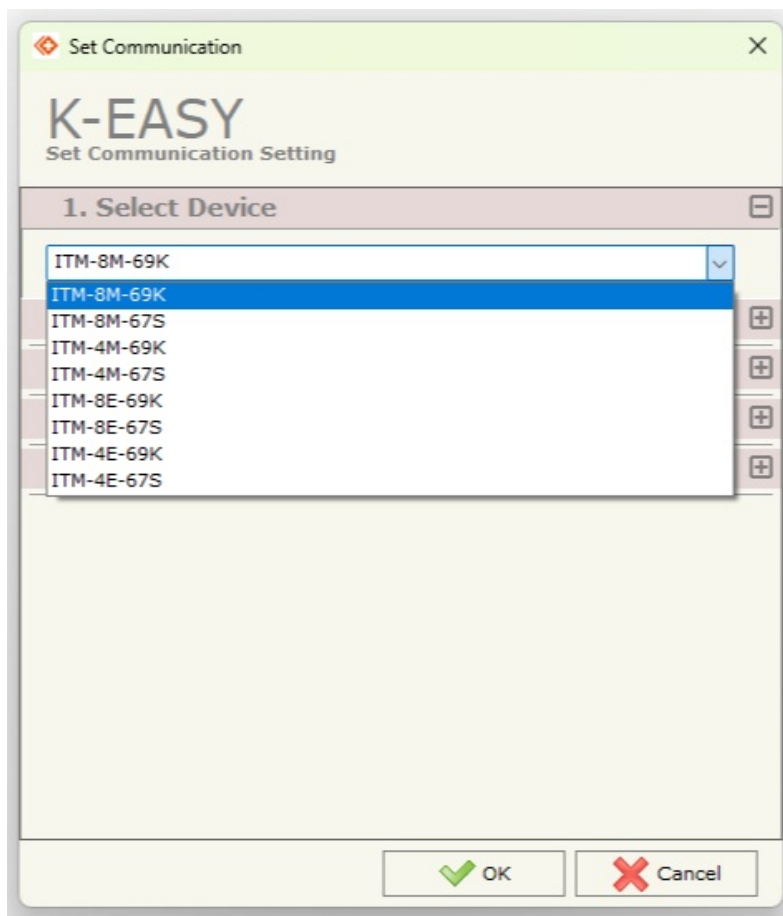 Set Communication
K-EASY
Set Communication Setting
1. Select Device
ITM-8M-69K
ITM-8M-69K
ITM-8M-67S
ITM-4M-69K
ITM-4M-67S
ITM-8E-69K
ITM-8E-67S
ITM-4E-69K
ITM-4E-67S
OK
Cancel